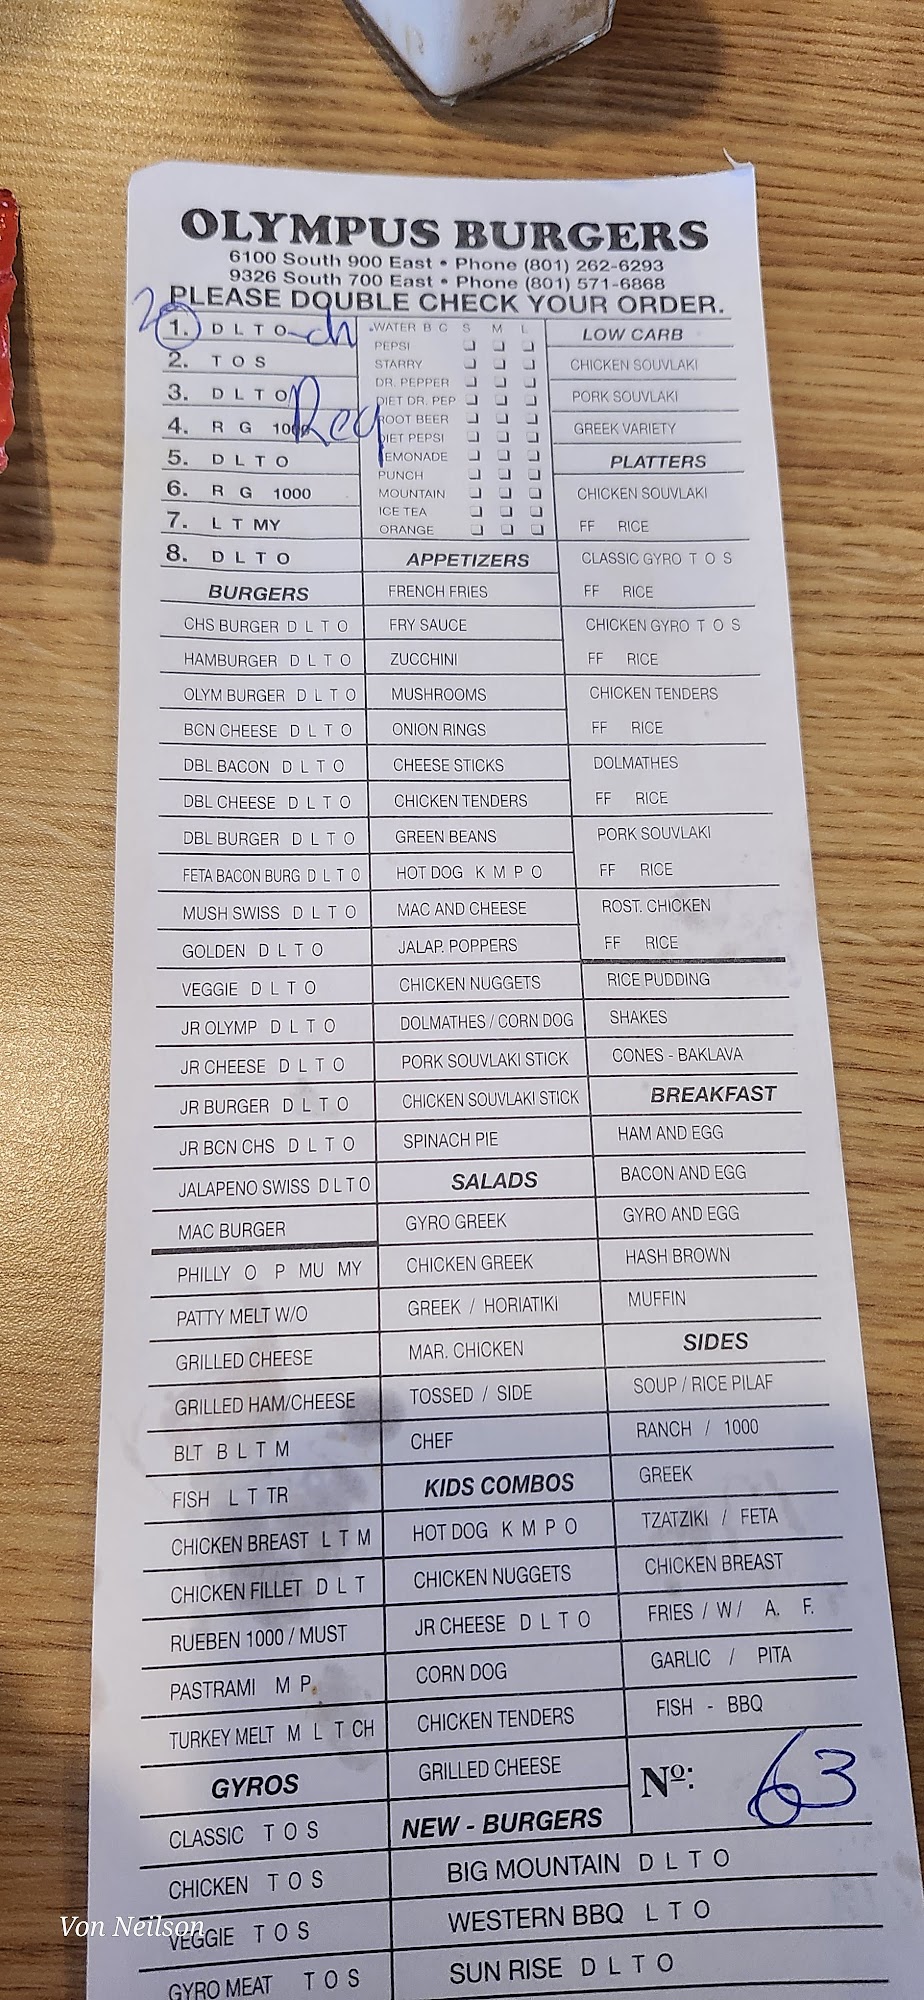 OLYMPUS BURGERS
6100 South 900 East • Phone (801) 262-6293
9326 South 700 East • Phone (801) 571-6868
PLEASE DOUBLE CHECK YOUR ORDER.
2
1. D L T O ch
2. T O S
3. D L T O
Reg
4. R G 1000
5. D L T O
6. R G 1000
7. L T MY
8. D L T O
BURGERS
CHS BURGER D L T O
HAMBURGER D L T O
OLYM BURGER D L T O
BCN CHEESE D L T O
DBL BACON D L T O
DBL CHEESE D L T O
DBL BURGER D L T O
FETA BACON BURG D L T O
MUSH SWISS D L T O
GOLDEN D L T O
VEGGIE D L T O
JR OLYMP D L T O
JR CHEESE D L T O
JR BURGER D L T O
JR BCN CHS D L T O
JALAPENO SWISS D L T O
MAC BURGER
PHILLY O P MU MY
PATTY MELT W/O
GRILLED CHEESE
GRILLED HAM/CHEESE
BLT B L T M
FISH L T TR
CHICKEN BREAST L T M
CHICKEN FILLET D L T
RUEBEN 1000 / MUST
PASTRAMI M P
TURKEY MELT M L T CH
GYROS
CLASSIC T O S
CHICKEN T O S
VEGGIE T O S
GYRO MEAT T O S
WATER B C S M L
PEPSI
STARRY
DR. PEPPER
DIET DR. PEP
ROOT BEER
DIET PEPSI
LEMONADE
PUNCH
MOUNTAIN
ICE TEA
ORANGE
APPETIZERS
FRENCH FRIES
FRY SAUCE
ZUCCHINI
MUSHROOMS
ONION RINGS
CHEESE STICKS
CHICKEN TENDERS
GREEN BEANS
HOT DOG K M P O
MAC AND CHEESE
JALAP. POPPERS
CHICKEN NUGGETS
DOLMATHES / CORN DOG
PORK SOUVLAKI STICK
CHICKEN SOUVLAKI STICK
SPINACH PIE
SALADS
GYRO GREEK
CHICKEN GREEK
GREEK / HORIATIKI
MAR. CHICKEN
TOSSED / SIDE
CHEF
KIDS COMBOS
HOT DOG K M P O
CHICKEN NUGGETS
JR CHEESE D L T O
CORN DOG
CHICKEN TENDERS
GRILLED CHEESE
NEW - BURGERS
BIG MOUNTAIN D L T O
WESTERN BBQ L T O
SUN RISE D L T O
LOW CARB
CHICKEN SOUVLAKI
PORK SOUVLAKI
GREEK VARIETY
PLATTERS
CHICKEN SOUVLAKI
FF RICE
CLASSIC GYRO T O S
FF RICE
CHICKEN GYRO T O S
FF RICE
CHICKEN TENDERS
FF RICE
DOLMATHES
FF RICE
PORK SOUVLAKI
FF RICE
ROST. CHICKEN
FF RICE
RICE PUDDING
SHAKES
CONES - BAKLAVA
BREAKFAST
HAM AND EGG
BACON AND EGG
GYRO AND EGG
HASH BROWN
MUFFIN
SIDES
SOUP / RICE PILAF
RANCH / 1000
GREEK
TZATZIKI / FETA
CHICKEN BREAST
FRIES / W/ A. F.
GARLIC / PITA
FISH - BBQ
Nº: 63
Von Neilson